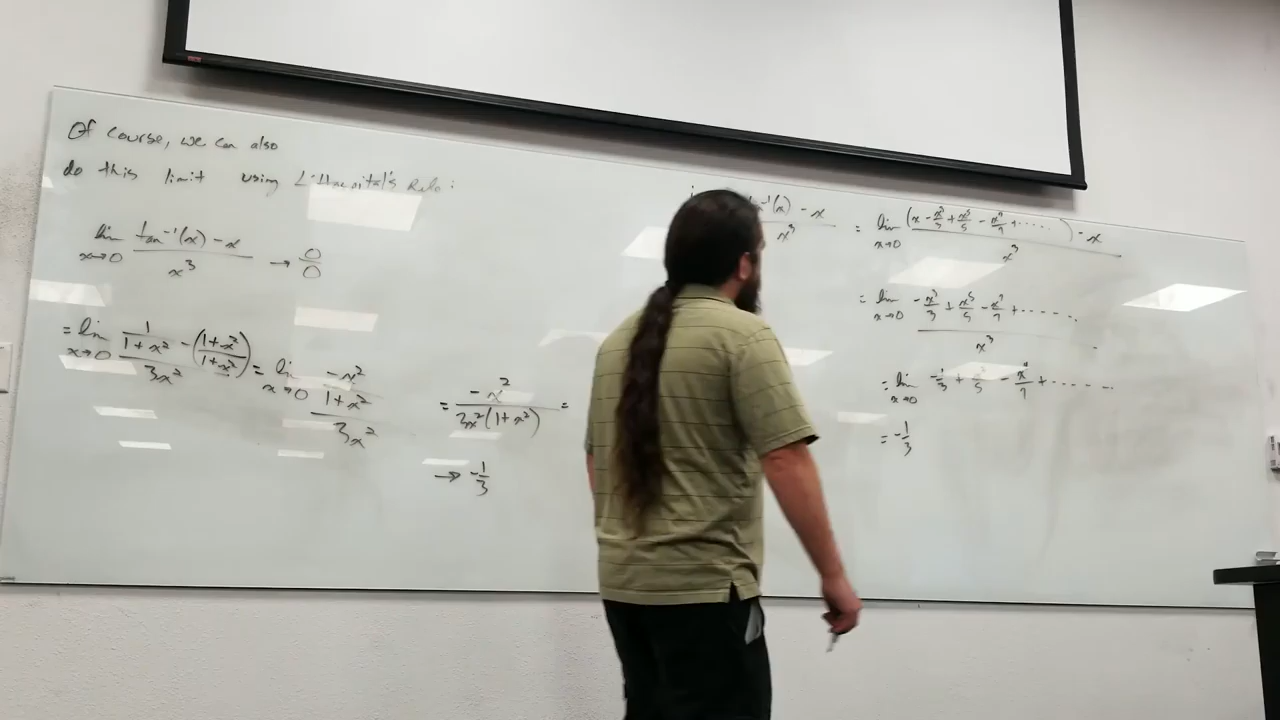 Of course, we can also
do this limit using L'Hospital's Rule:
lim x→0 (tan⁻¹(x) - x)/x³ → 0/0
= lim x→0 (1/(1+x²) - ((1+x²)/(1+x²)))/3x² = lim x→0 (-x²/(1+x²))/3x² = -x²/(3x²(1+x²)) =
→ -1/3
(x) - x / x³ = lim x→0 ((x - x³/3 + x⁵/5 - x⁷/7 + ......) - x)/x³
= lim x→0 (-x³/3 + x⁵/5 - x⁷/7 + ......)/x³
= lim x→0 -1/3 + x²/5 - x⁴/7 + ......
= -1/3